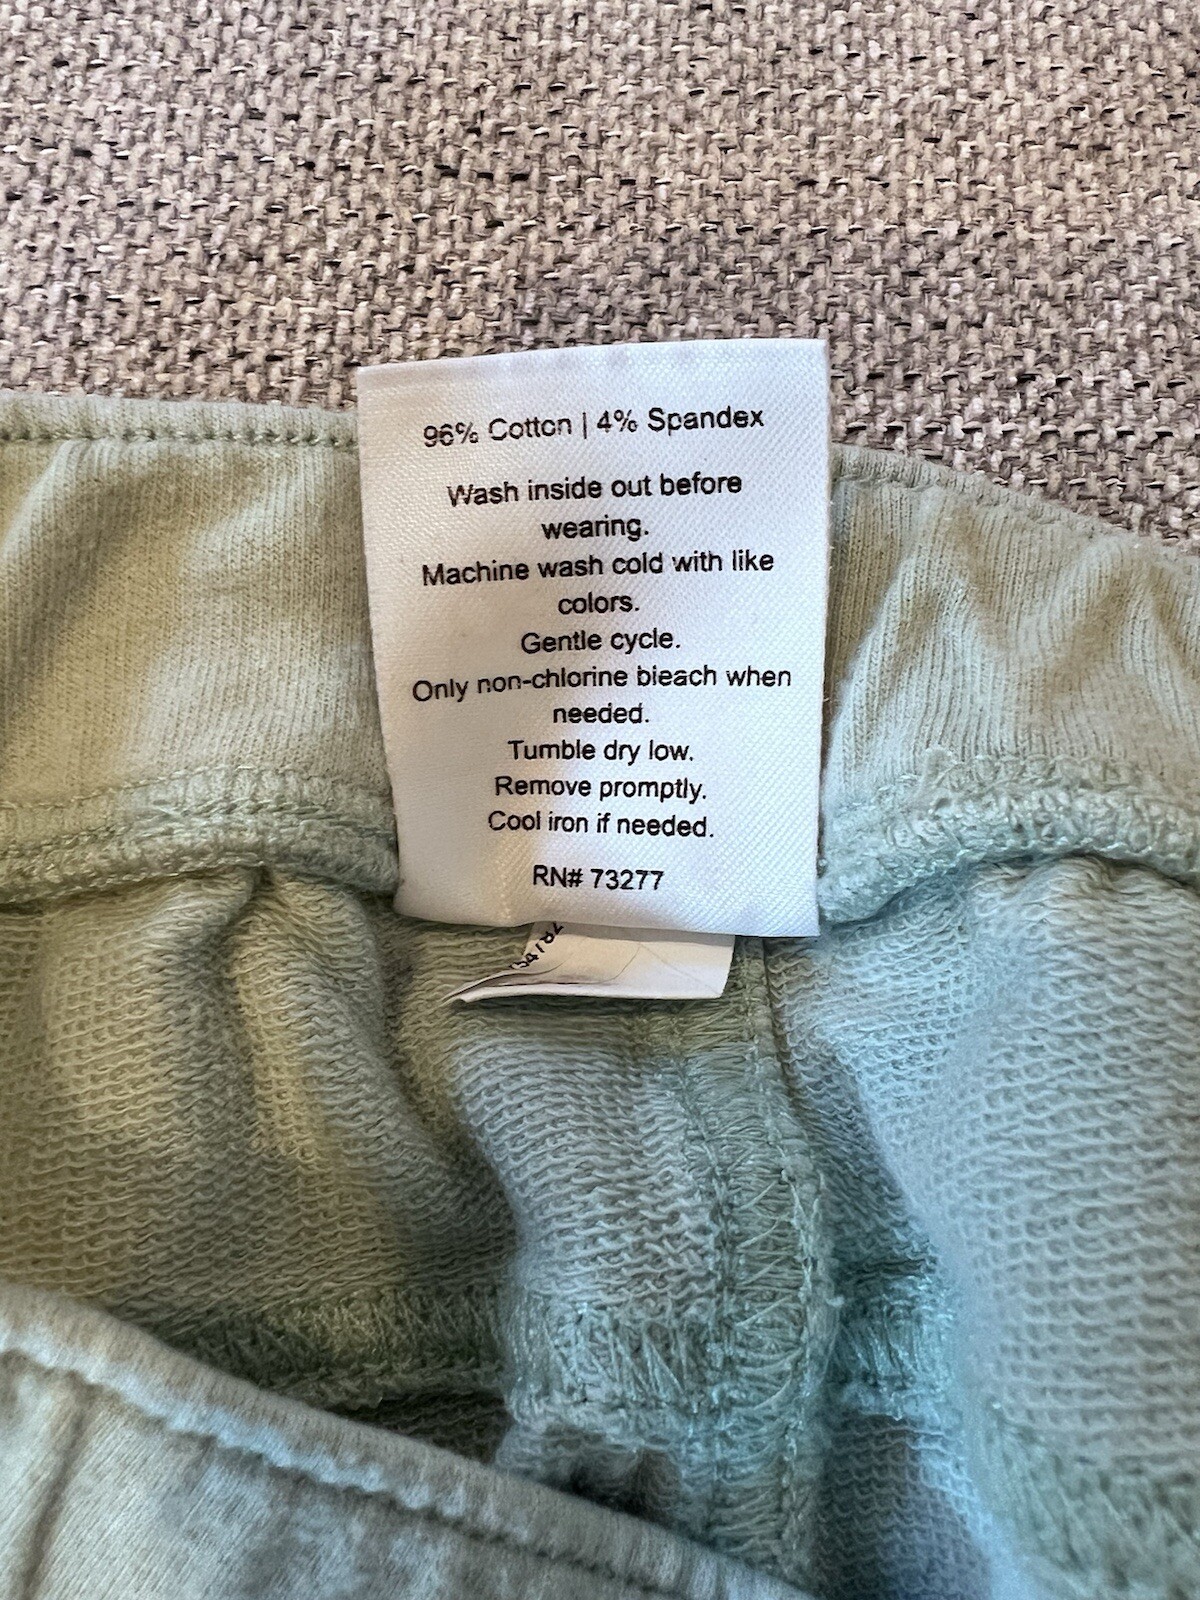 96% Cotton | 4% Spandex
Wash inside out before
wearing.
Machine wash cold with like
colors.
Gentle cycle.
Only non-chlorine bleach when
needed.
Tumble dry low.
Remove promptly.
Cool iron if needed.
RN# 73277